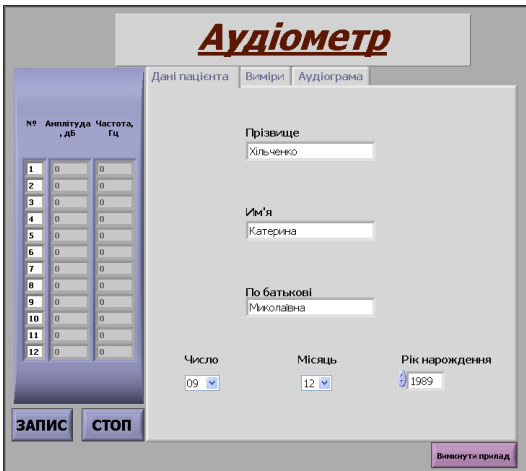 Аудіометр
Дані пацієнта Виміри Аудіограма
№ Амплітуда Частота,
, дБ Гц
1 0 0
2 0 0
3 0 0
4 0 0
5 0 0
6 0 0
7 0 0
8 0 0
9 0 0
10 0 0
11 0 0
12 0 0
Прізвище
Хільченко
Им'я
Катерина
По батькові
Миколаївна
Число Місяць Рік нарождення
09 12 1989
ЗАПИС СТОП
Вимкнути прилад